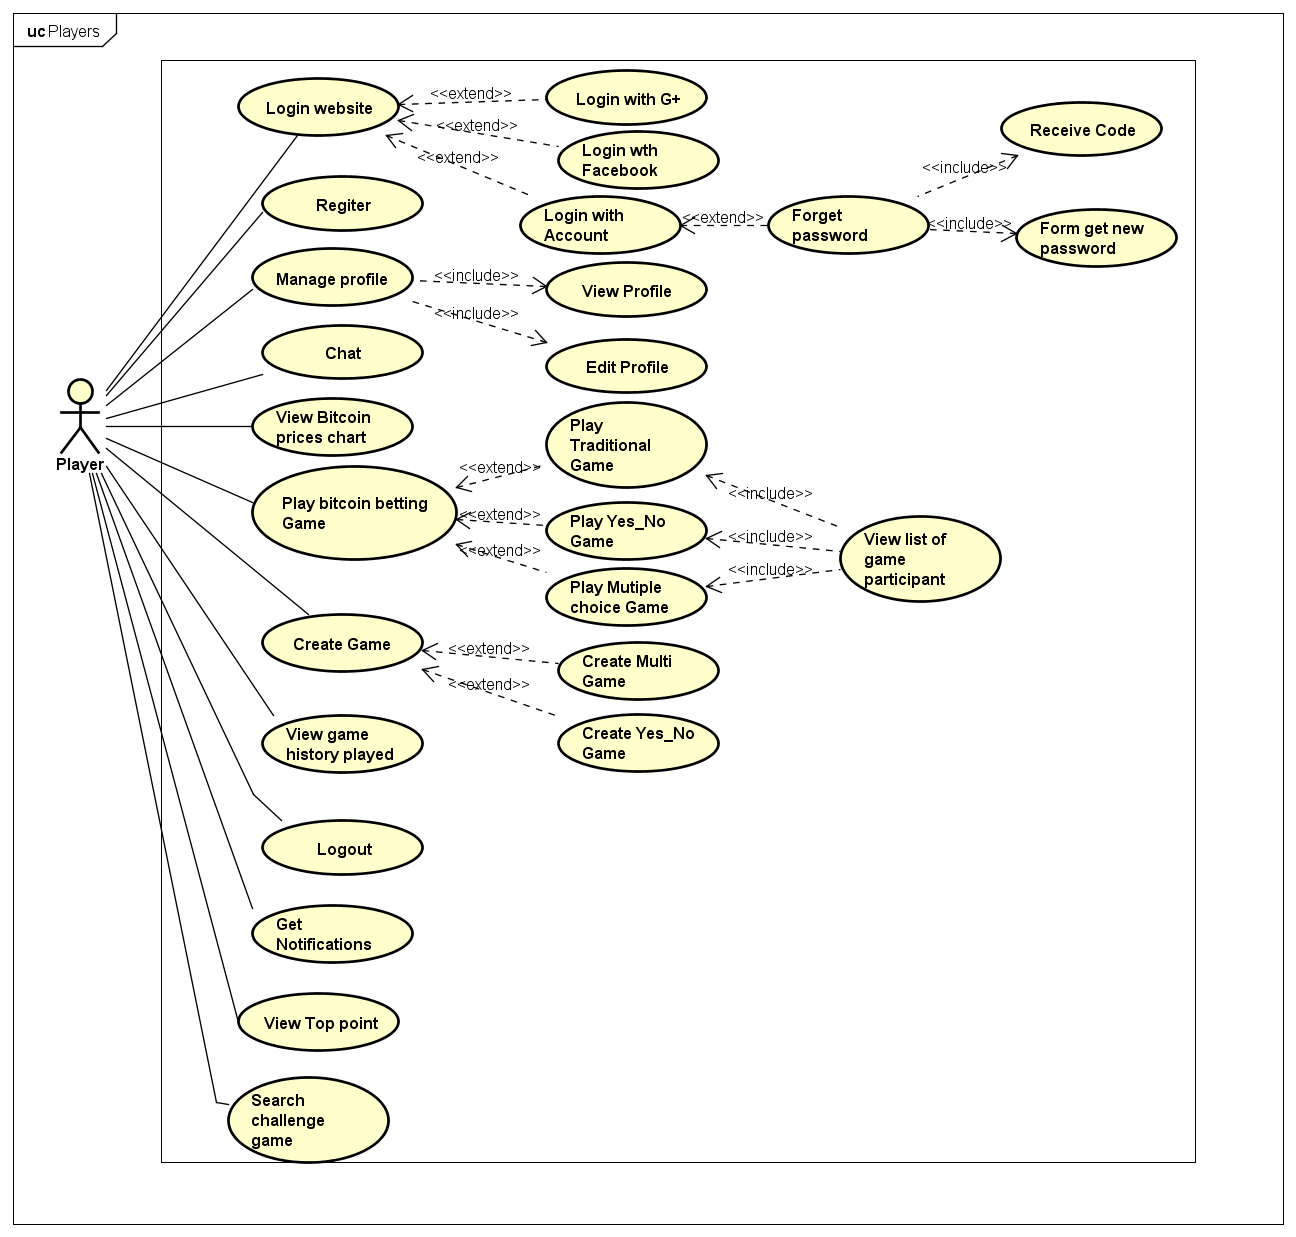 uc Players
Login website
<<extend>>
Login with G+
<<extend>>
Login wth
Facebook
<<extend>>
Login with
Account
<<extend>>
Forget
password
<<include>>
Receive Code
<<include>>
Form get new
password
Regiter
Manage profile
<<include>>
View Profile
<<include>>
Edit Profile
Chat
View Bitcoin
prices chart
Player
Play bitcoin betting
Game
<<extend>>
Play
Traditional
Game
<<extend>>
Play Yes_No
Game
<<extend>>
Play Mutiple
choice Game
<<include>>
<<include>>
<<include>>
View list of
game
participant
Create Game
<<extend>>
Create Multi
Game
<<extend>>
Create Yes_No
Game
View game
history played
Logout
Get
Notifications
View Top point
Search
challenge
game